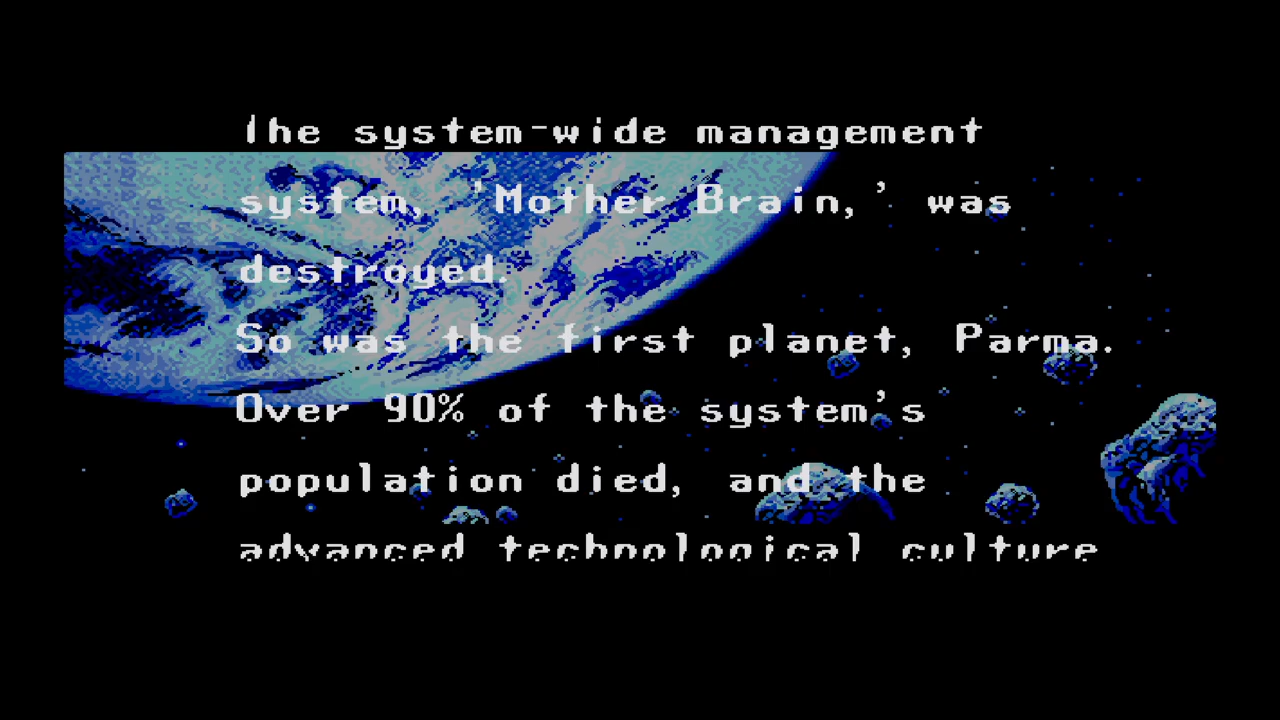 The system-wide management
system, 'Mother Brain,' was
destroyed.
So was the first planet, Parma.
Over 90% of the system's
population died, and the
advanced technological culture